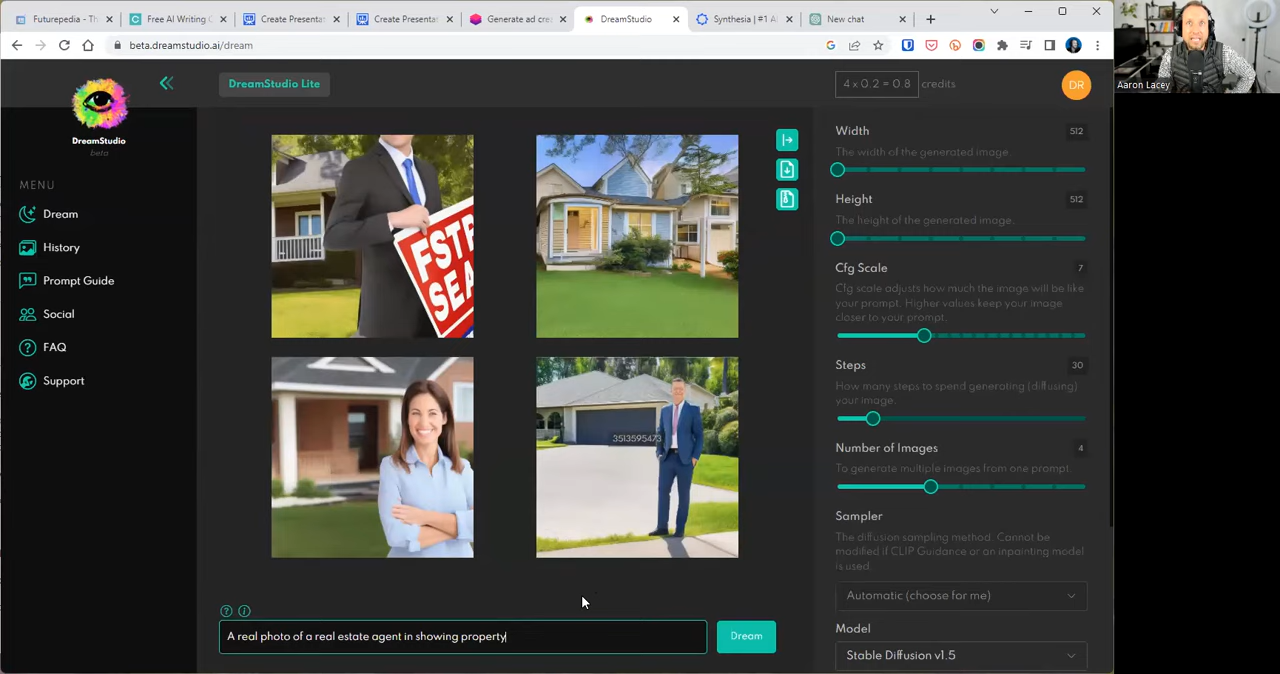 Futurepedia - Th
Free AI Writing
Create Presenta
Create Presenta
Generate ad cre
DreamStudio
Synthesia | #1 A
New chat
beta.dreamstudio.ai/dream
DreamStudio Lite
4 x 0.2 = 0.8 credits
DR
Aaron Lacey
DreamStudio
beta
MENU
Dream
History
Prompt Guide
Social
FAQ
Support
FSTR
SEA
3513595473
Width 512
The width of the generated image.
Height 512
The height of the generated image.
Cfg Scale 7
Cfg scale adjusts how much the image will be like
your prompt. Higher values keep your image
closer to your prompt.
Steps 30
How many steps to spend generating (diffusing)
your image.
Number of Images 4
To generate multiple images from one prompt.
Sampler
The diffusion sampling method. Cannot be
modified if CLIP Guidance or an inpainting model
is used.
Automatic (choose for me)
Model
Stable Diffusion v1.5
A real photo of a real estate agent in showing property
Dream